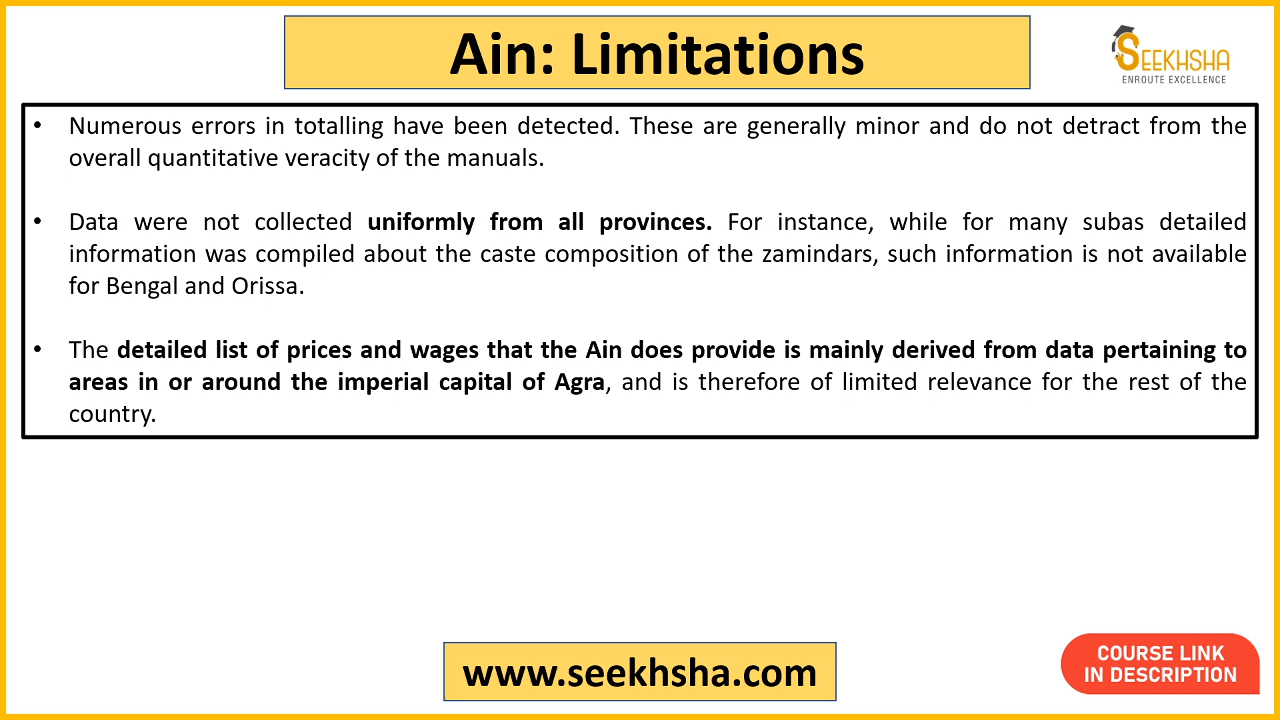 Ain: Limitations
SEEKHSHA
ENROUTE EXCELLENCE
• Numerous errors in totalling have been detected. These are generally minor and do not detract from the
overall quantitative veracity of the manuals.
• Data were not collected uniformly from all provinces. For instance, while for many subas detailed
information was compiled about the caste composition of the zamindars, such information is not available
for Bengal and Orissa.
• The detailed list of prices and wages that the Ain does provide is mainly derived from data pertaining to
areas in or around the imperial capital of Agra, and is therefore of limited relevance for the rest of the
country.
www.seekhsha.com
COURSE LINK
IN DESCRIPTION